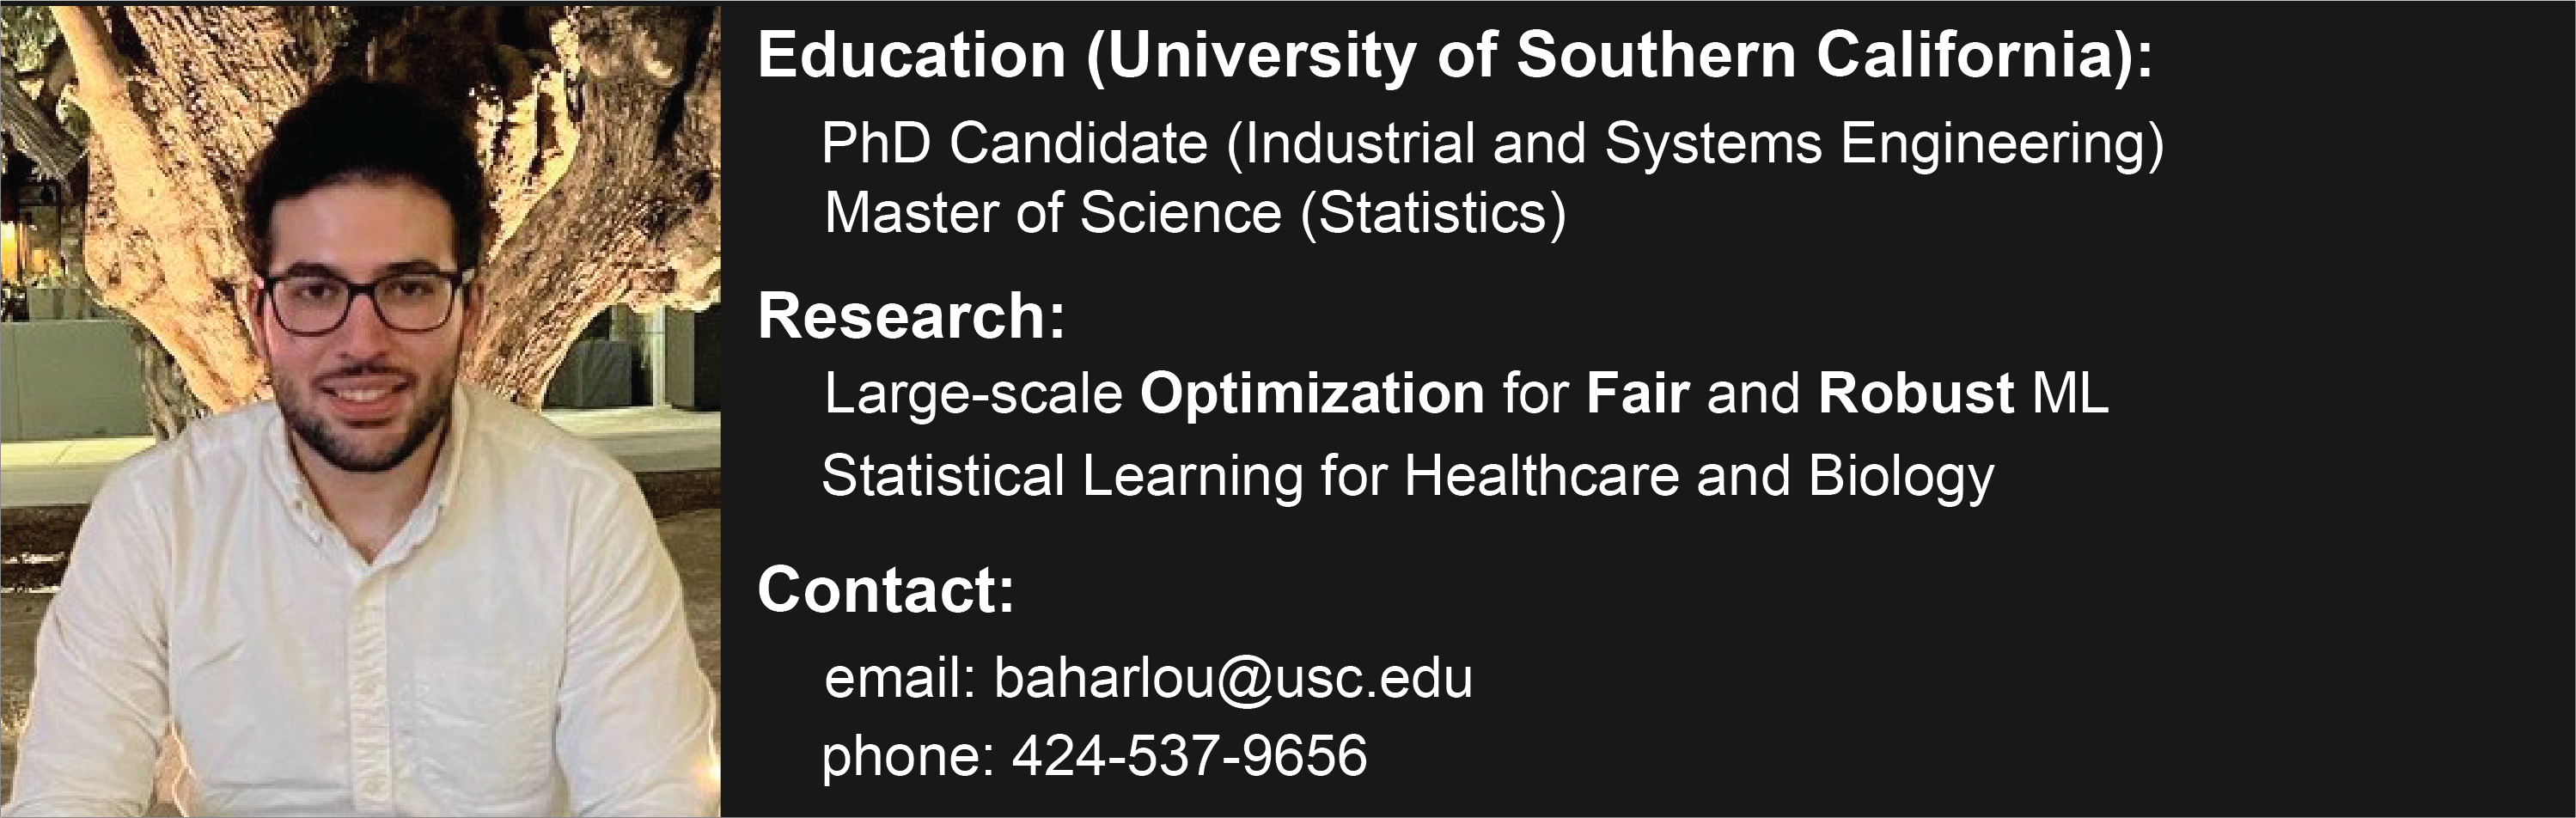 Education (University of Southern California):
PhD Candidate (Industrial and Systems Engineering)
Master of Science (Statistics)
Research:
Large-scale Optimization for Fair and Robust ML
Statistical Learning for Healthcare and Biology
Contact:
email: baharlou@usc.edu
phone: 424-537-9656